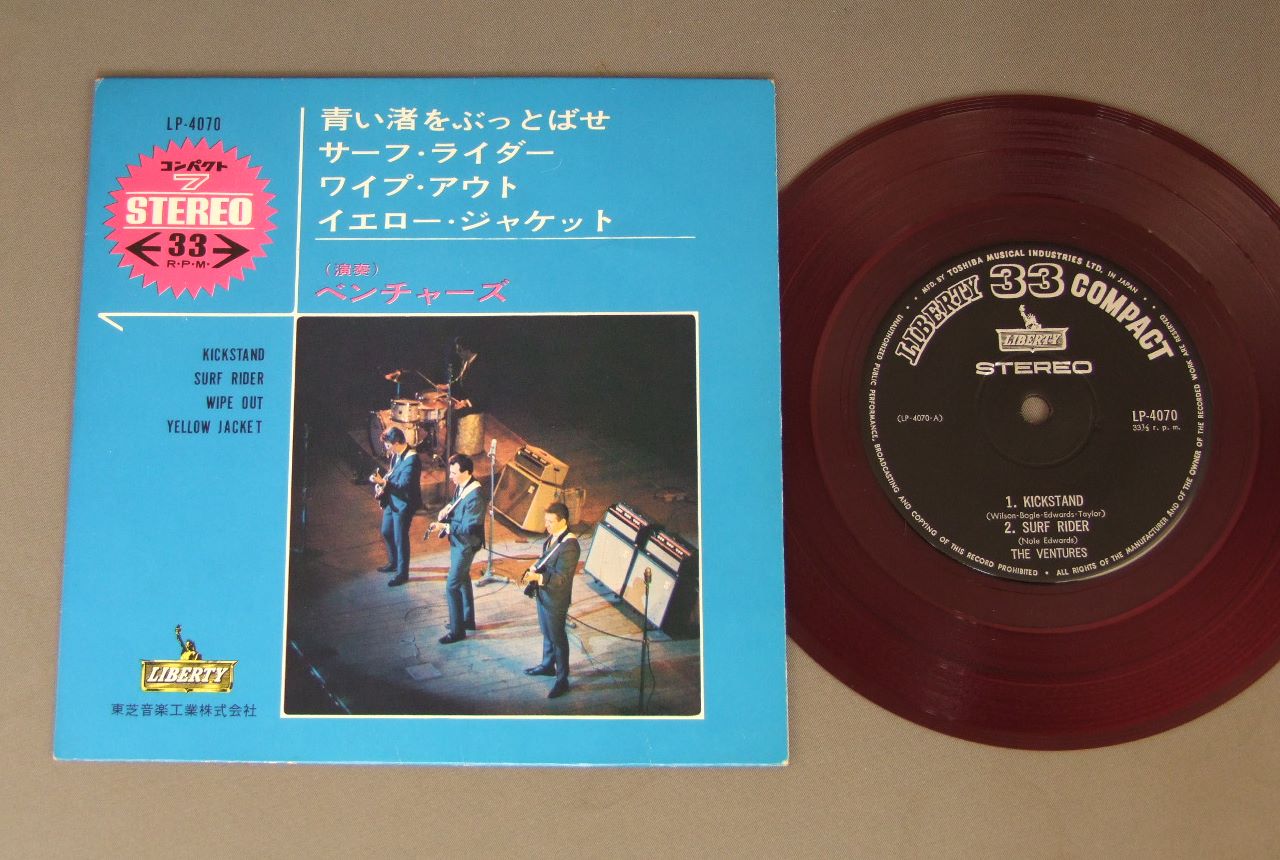 LP-4070
コンパクト
7
STEREO
33
R・P・M・
青い渚をぶっとばせ
サーフ・ライダー
ワイプ・アウト
イエロー・ジャケット
（演奏）
ベンチャーズ
KICKSTAND
SURF RIDER
WIPE OUT
YELLOW JACKET
LIBERTY
東芝音楽工業株式会社
MFD. BY TOSHIBA MUSICAL INDUSTRIES LTD. IN JAPAN
LIBERTY 33 COMPACT
LIBERTY
STEREO
(LP-4070-A)
LP-4070
33⅓ r. p. m.
1. KICKSTAND
(Wilson-Bogle-Edwards-Taylor)
2. SURF RIDER
(Nole Edwards)
THE VENTURES
UNAUTHORIZED PUBLIC PERFORMANCE, BROADCASTING AND COPYING OF THIS RECORD PROHIBITED • ALL RIGHTS OF THE MANUFACTURER AND OF THE OWNER OF THE RECORDED WORK ARE RESERVED